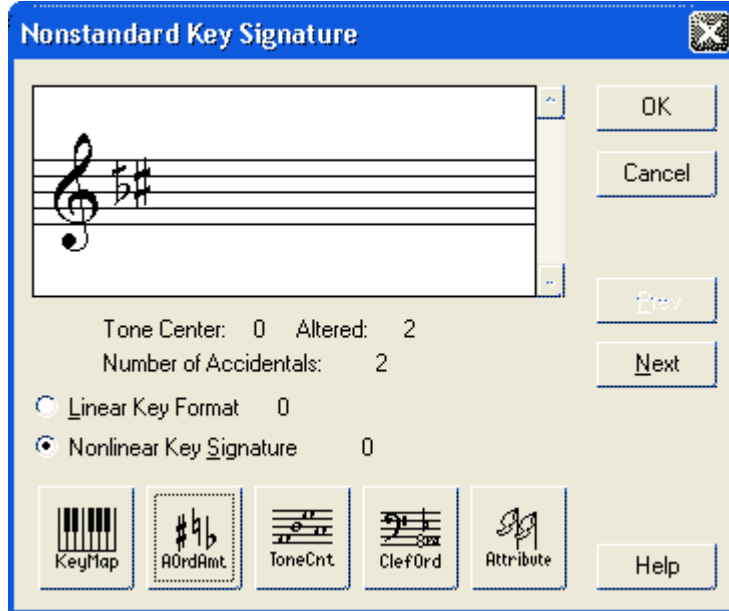 Nonstandard Key Signature
OK
Cancel
Tone Center: 0 Altered: 2
Number of Accidentals: 2
Prev
Next
Linear Key Format 0
Nonlinear Key Signature 0
KeyMap AOrdAmt ToneCnt ClefOrd Attribute
Help